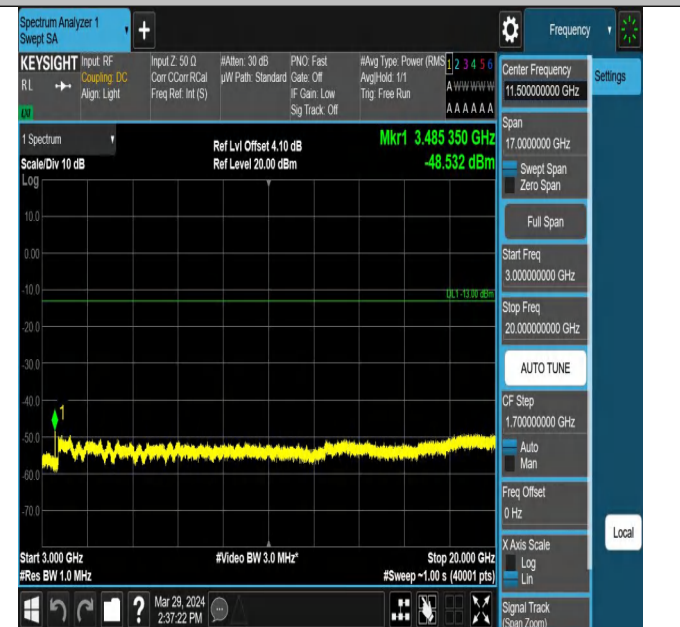 Spectrum Analyzer 1
Swept SA
Frequency
KEYSIGHT
RL
Input: RF
Coupling: DC
Align: Light
Input Z: 50 Ω
Corr CCorr RCal
Freq Ref: Int (S)
#Atten: 30 dB
µW Path: Standard
PNO: Fast
Gate: Off
IF Gain: Low
Sig Track: Off
#Avg Type: Power (RMS
Avg|Hold: 1/1
Trig: Free Run
1 2 3 4 5 6
A W W W W W
A A A A A A
1 Spectrum
Scale/Div 10 dB
Ref Lvl Offset 4.10 dB
Ref Level 20.00 dBm
Mkr1 3.485 350 GHz
-48.532 dBm
Log
10.0
0.00
-10.0
DL1 -13.00 dBm
-20.0
-30.0
-40.0
1
-50.0
-60.0
-70.0
Start 3.000 GHz
#Video BW 3.0 MHz*
Stop 20.000 GHz
#Res BW 1.0 MHz
#Sweep ~1.00 s (40001 pts)
?
Mar 29, 2024
2:37:22 PM
Center Frequency
11.500000000 GHz
Settings
Span
17.0000000 GHz
Swept Span
Zero Span
Full Span
Start Freq
3.000000000 GHz
Stop Freq
20.000000000 GHz
AUTO TUNE
CF Step
1.700000000 GHz
Auto
Man
Freq Offset
0 Hz
X Axis Scale
Log
Lin
Local
Signal Track
(Span Zoom)